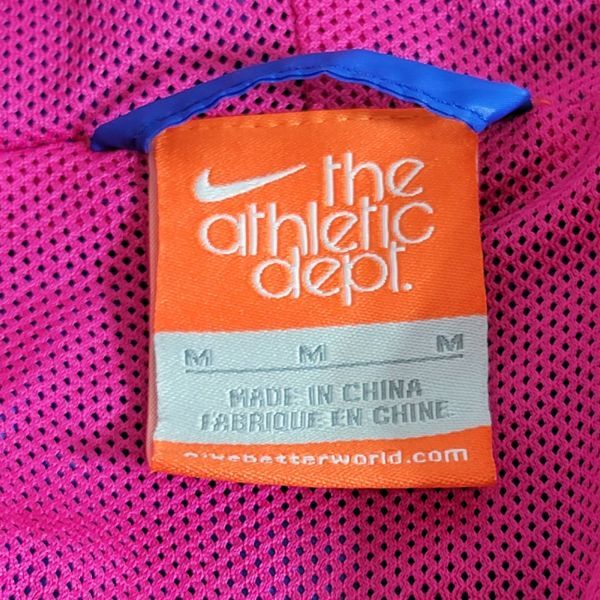 the
athletic
dept.
M M M
MADE IN CHINA
FABRIQUE EN CHINE
nikebetterworld.com